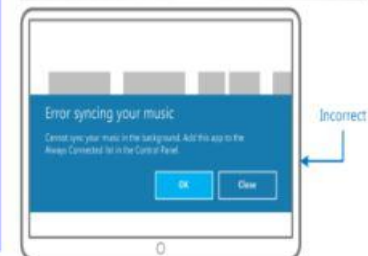 Error syncing your music
Cannot sync your music in the background. Add this app to the
Always Connected list in the Control Panel.
OK
Close
Incorrect